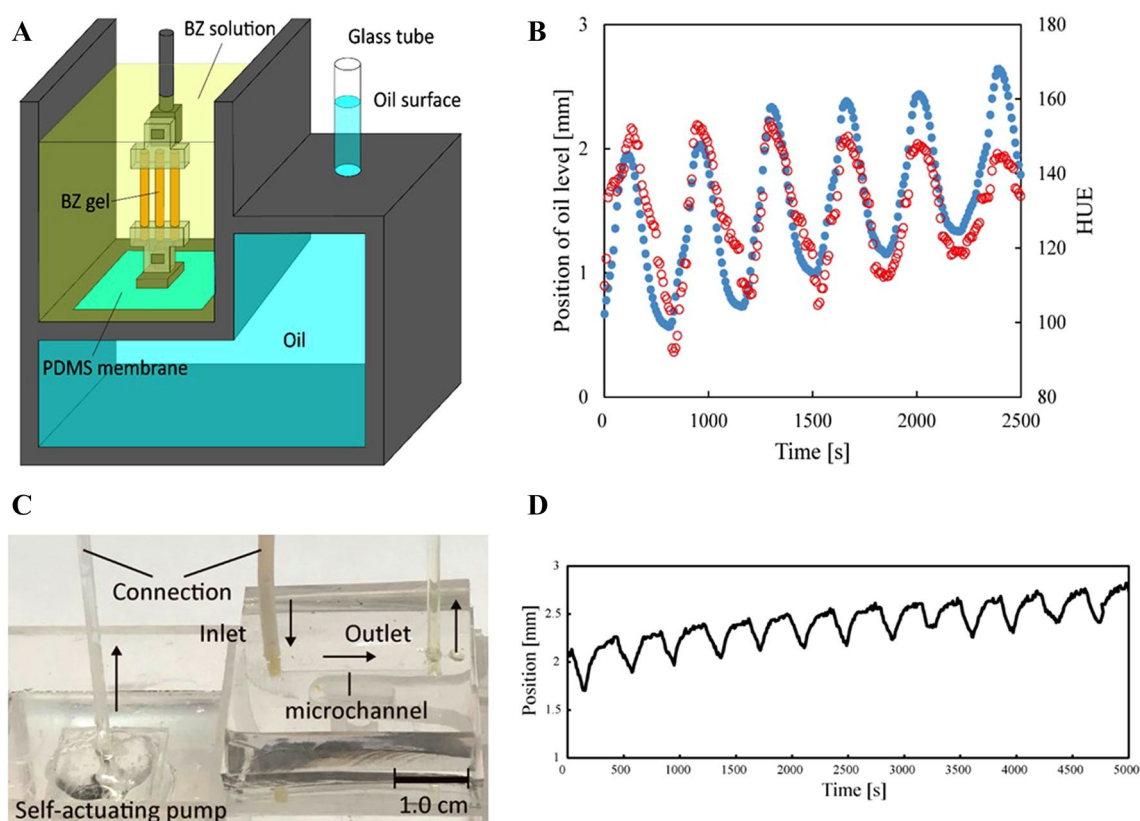 A
BZ solution
Glass tube
Oil surface
BZ gel
PDMS membrane
Oil
B
Position of oil level [mm]
3
2
1
0
HUE
180
160
140
120
100
80
0 1000 1500 2000 2500
Time [s]
C
Connection
Inlet
Outlet
microchannel
Self-actuating pump
1.0 cm
D
Position [mm]
3
2.5
2
1.5
1
0 500 1000 1500 2000 2500 3000 3500 4000 4500 5000
Time [s]